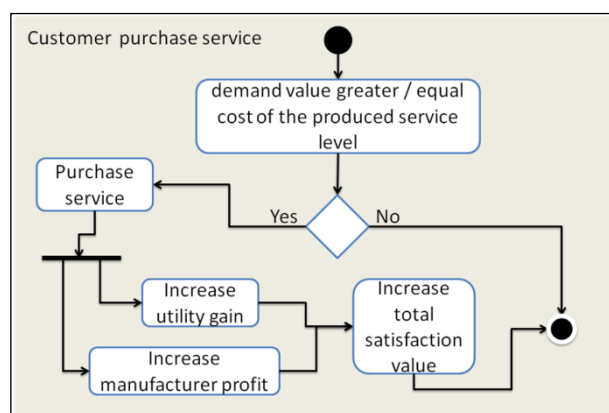 Customer purchase service
demand value greater / equal
cost of the produced service
level
Purchase
service
Yes
No
Increase
utility gain
Increase
total
satisfaction
value
Increase
manufacturer profit